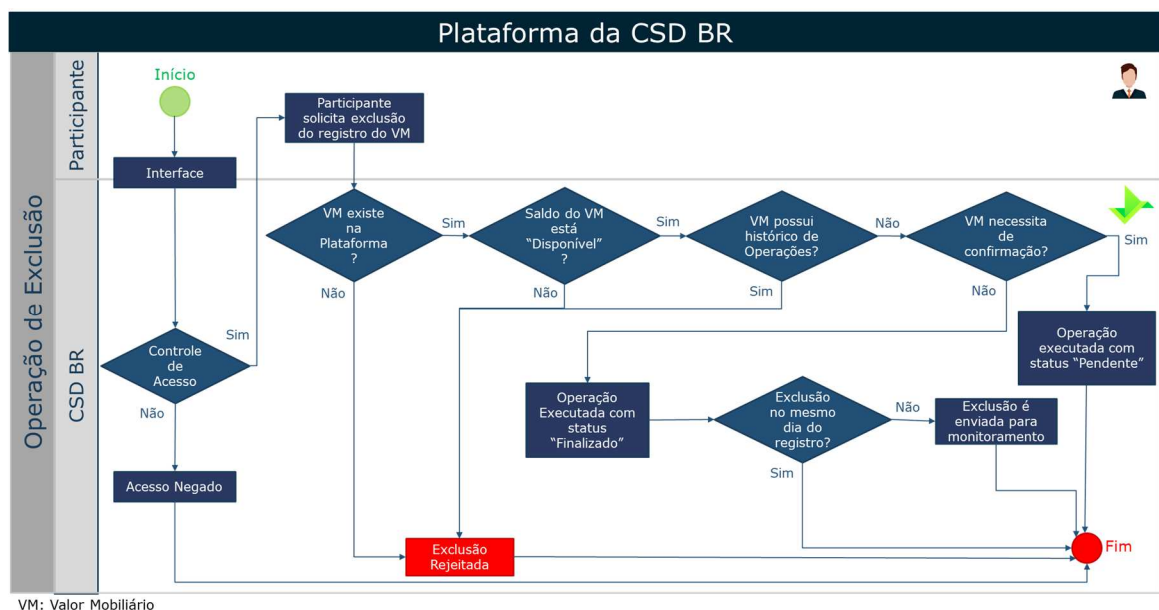 Plataforma da CSD BR
Operação de Exclusão
Participante
CSD BR
Início
Interface
Participante
solicita exclusão
do registro do VM
VM existe
na
Plataforma
?
Sim
Não
Saldo do VM
está
“Disponível”
?
Sim
Não
VM possui
histórico de
Operações?
Não
Sim
VM necessita
de
confirmação?
Sim
Não
Controle
de
Acesso
Sim
Não
Operação
executada com
status “Pendente”
Operação
Executada com
status
“Finalizado”
Exclusão
no mesmo
dia do
registro?
Não
Sim
Exclusão é
enviada para
monitoramento
Acesso Negado
Exclusão
Rejeitada
Fim
VM: Valor Mobiliário